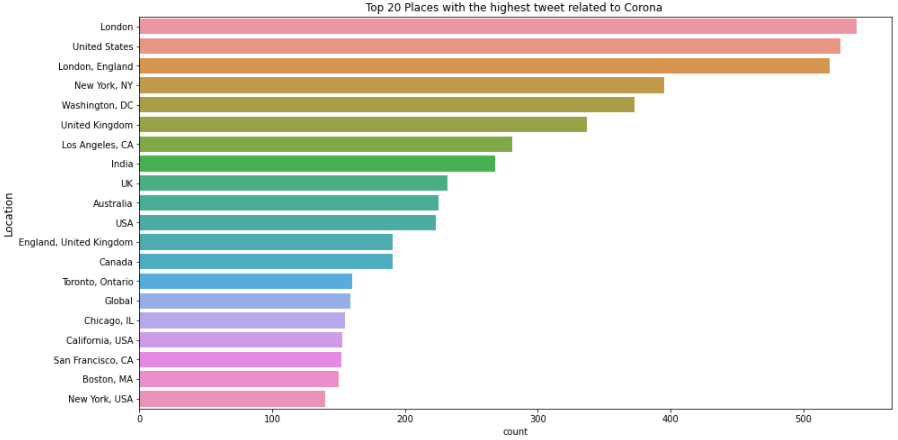 Top 20 Places with the highest tweet related to Corona
London
United States
London, England
New York, NY
Washington, DC
United Kingdom
Los Angeles, CA
India
UK
Australia
USA
England, United Kingdom
Canada
Toronto, Ontario
Global
Chicago, IL
California, USA
San Francisco, CA
Boston, MA
New York, USA
Location
0 100 200 300 400 500
count